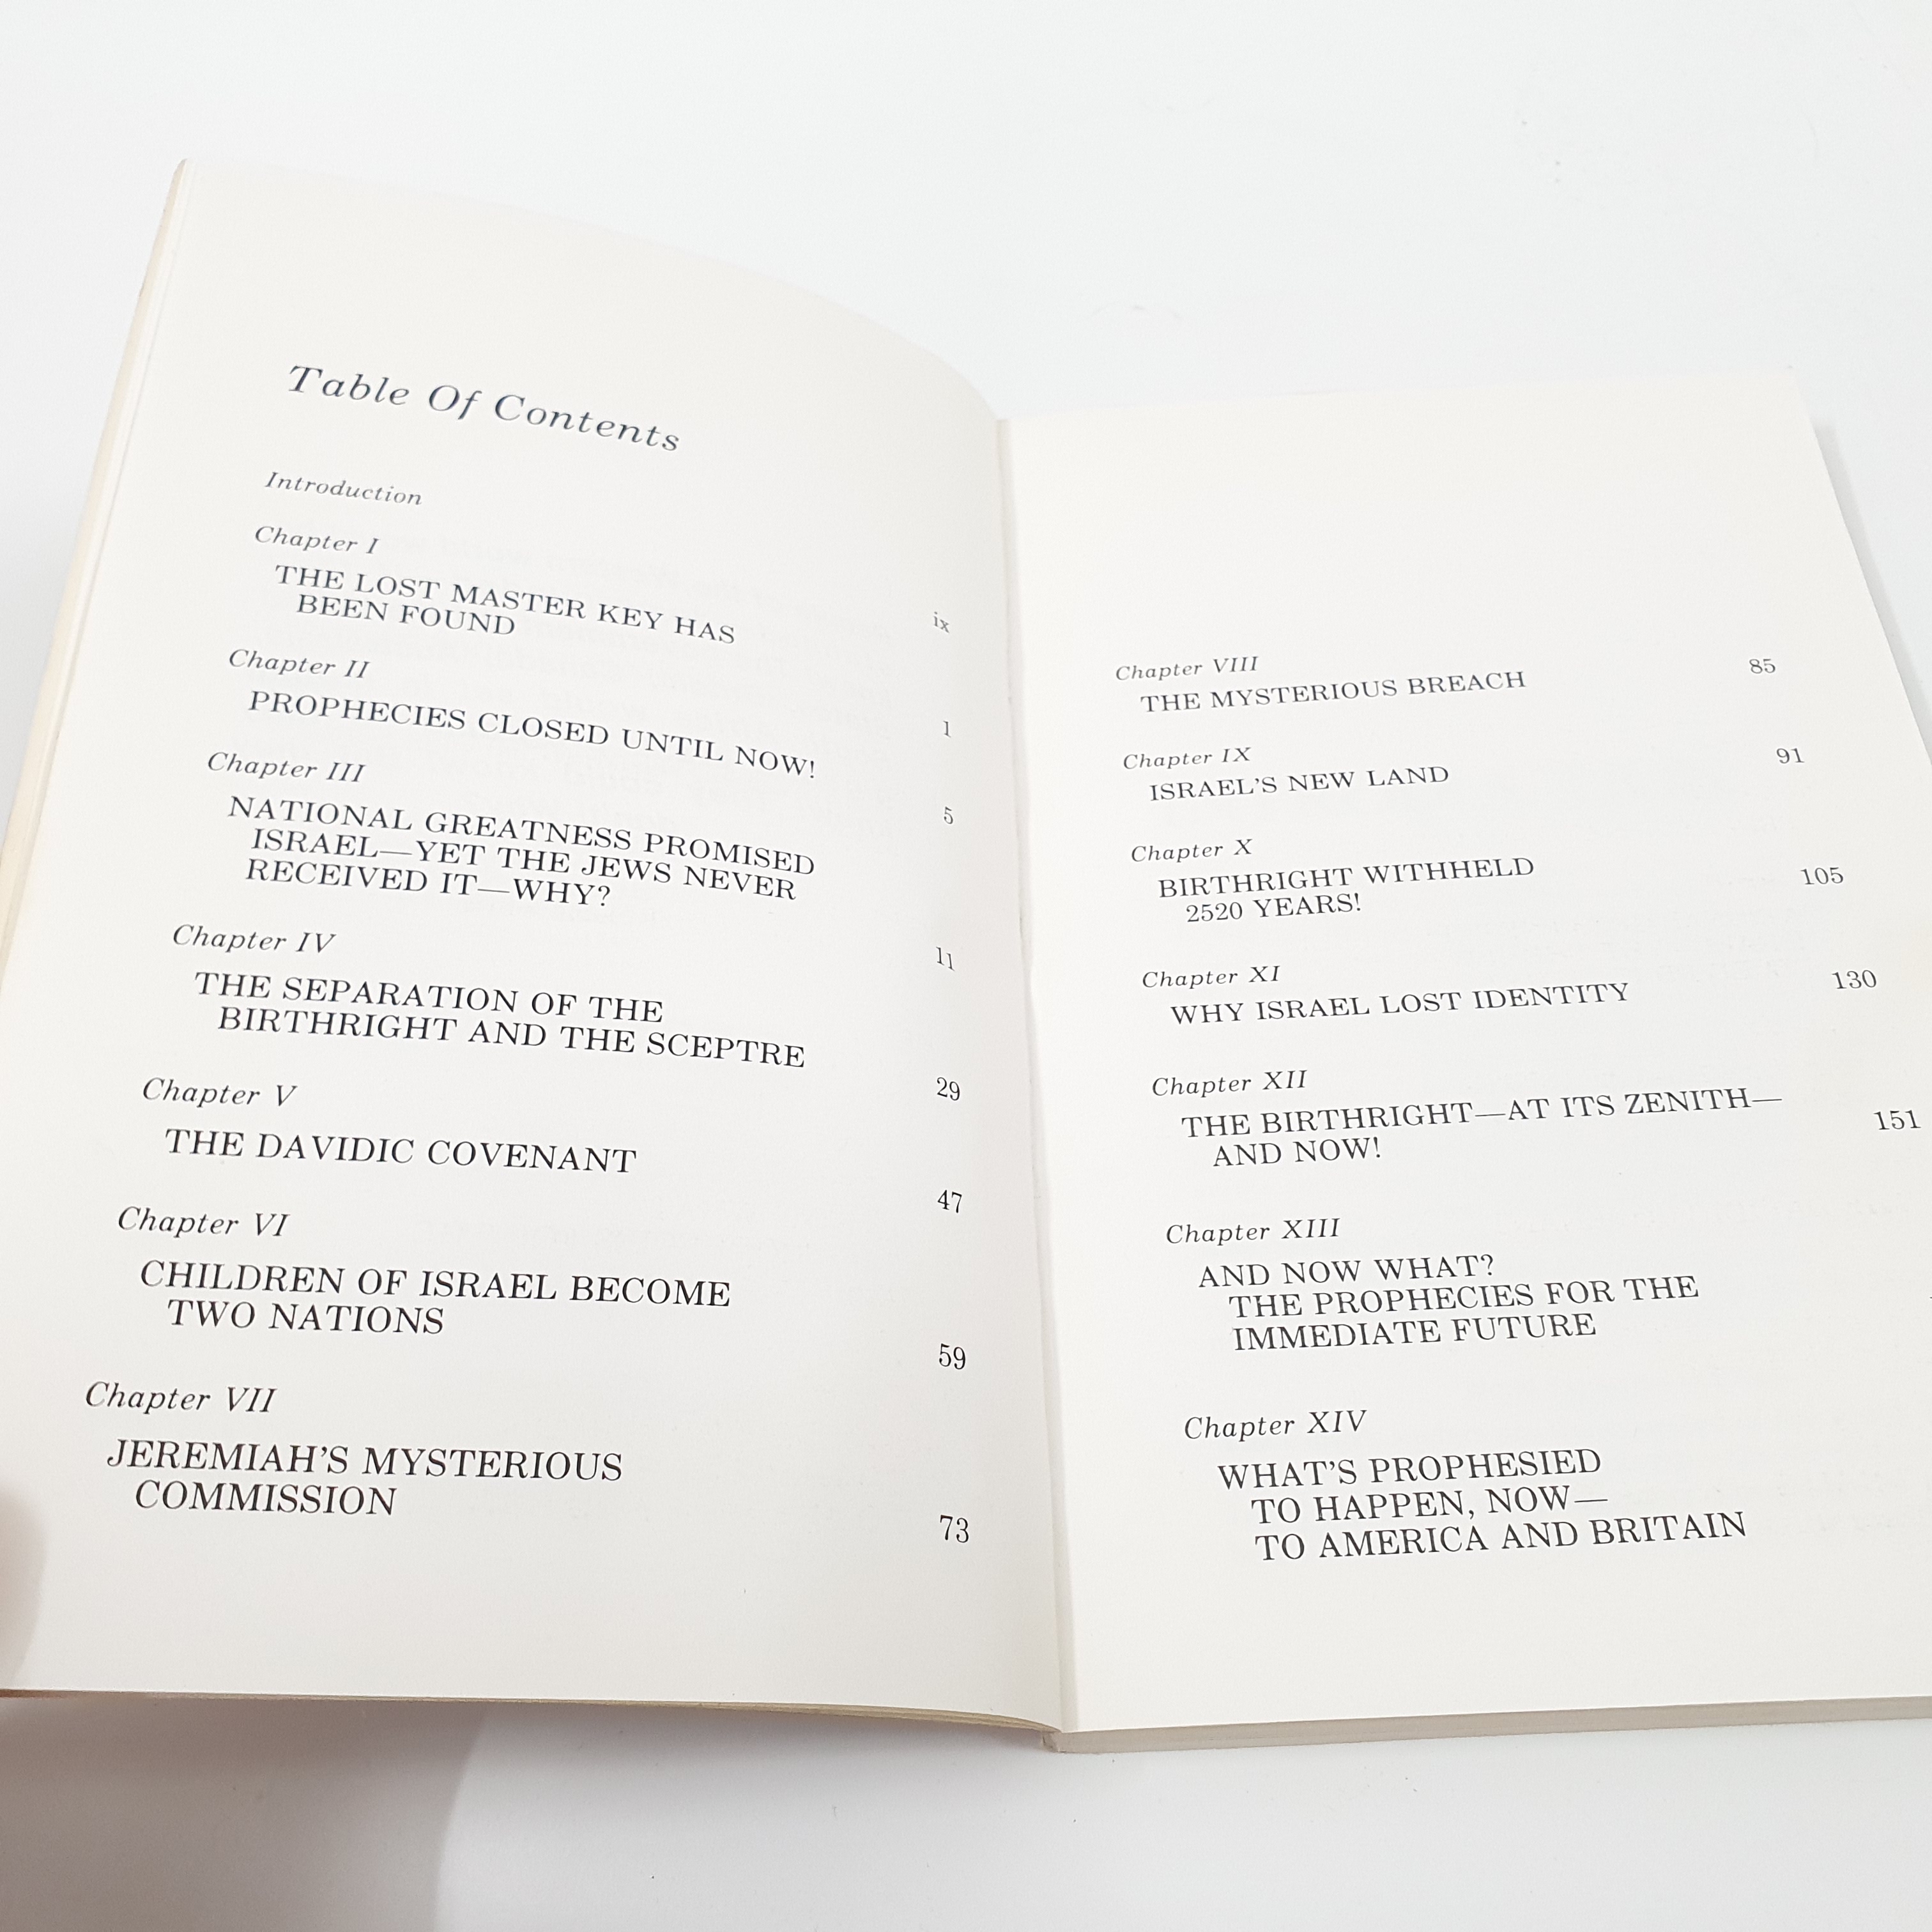 Table Of Contents
Introduction
ix
Chapter I
THE LOST MASTER KEY HAS
BEEN FOUND
1
Chapter II
PROPHECIES CLOSED UNTIL NOW!
5
Chapter III
NATIONAL GREATNESS PROMISED
ISRAEL—YET THE JEWS NEVER
RECEIVED IT—WHY?
11
Chapter IV
THE SEPARATION OF THE
BIRTHRIGHT AND THE SCEPTRE
29
Chapter V
THE DAVIDIC COVENANT
47
Chapter VI
CHILDREN OF ISRAEL BECOME
TWO NATIONS
59
Chapter VII
JEREMIAH'S MYSTERIOUS
COMMISSION
73
Chapter VIII
THE MYSTERIOUS BREACH
85
Chapter IX
ISRAEL'S NEW LAND
91
Chapter X
BIRTHRIGHT WITHHELD
2520 YEARS!
105
Chapter XI
WHY ISRAEL LOST IDENTITY
130
Chapter XII
THE BIRTHRIGHT—AT ITS ZENITH—
AND NOW!
151
Chapter XIII
AND NOW WHAT?
THE PROPHECIES FOR THE
IMMEDIATE FUTURE
Chapter XIV
WHAT'S PROPHESIED
TO HAPPEN, NOW—
TO AMERICA AND BRITAIN